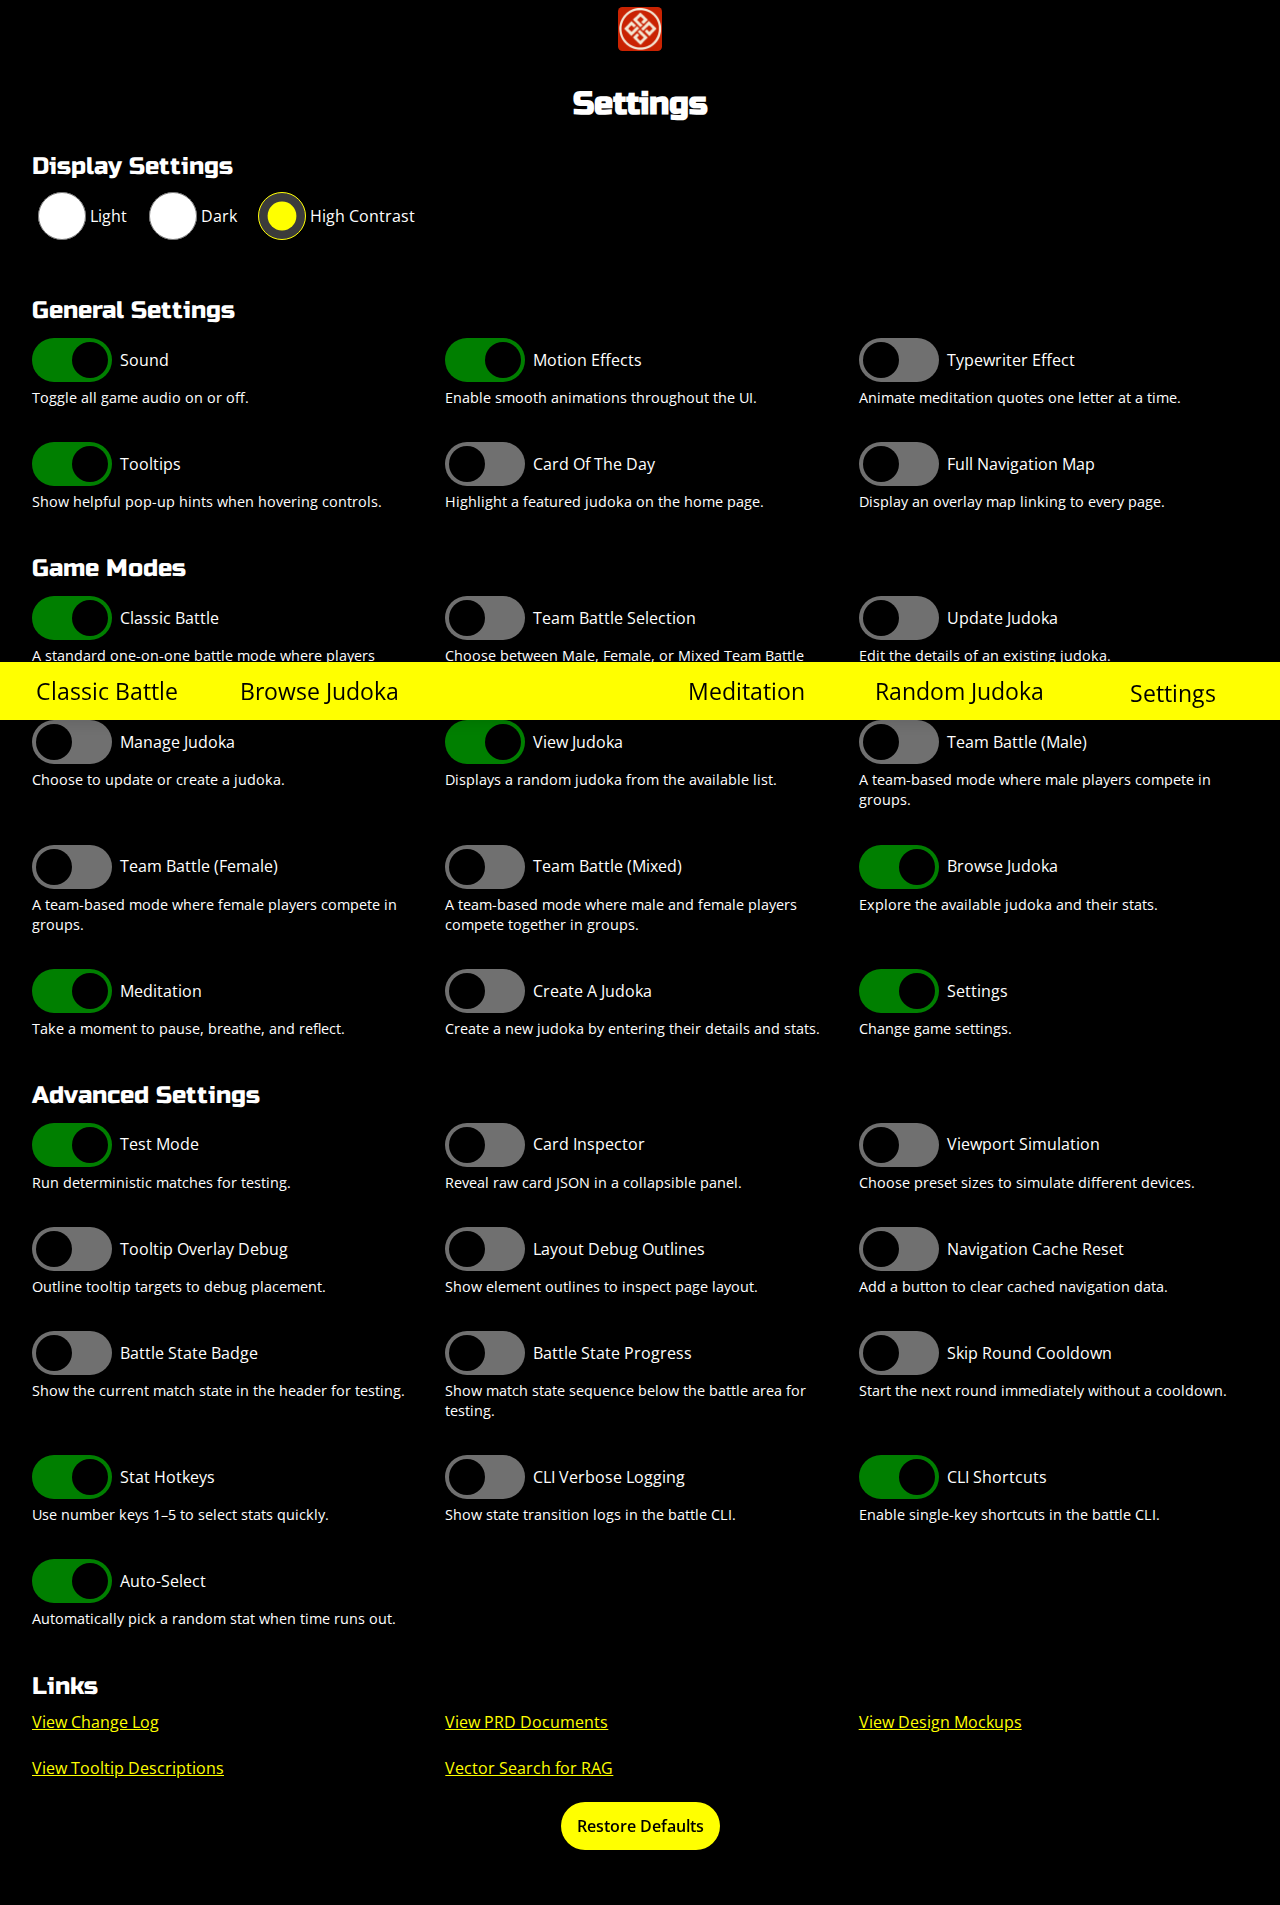 Settings
Display Settings
Light Dark High Contrast
General Settings
Sound Motion Effects Typewriter Effect
Toggle all game audio on or off. Enable smooth animations throughout the UI. Animate meditation quotes one letter at a time.
Tooltips Card Of The Day Full Navigation Map
Show helpful pop-up hints when hovering controls. Highlight a featured judoka on the home page. Display an overlay map linking to every page.
Game Modes
Classic Battle Team Battle Selection Update Judoka
A standard one-on-one battle mode where players Choose between Male, Female, or Mixed Team Battle Edit the details of an existing judoka.
Classic Battle Browse Judoka Meditation Random Judoka Settings
Manage Judoka View Judoka Team Battle (Male)
Choose to update or create a judoka. Displays a random judoka from the available list. A team-based mode where male players compete in
groups.
Team Battle (Female) Team Battle (Mixed) Browse Judoka
A team-based mode where female players compete in A team-based mode where male and female players Explore the available judoka and their stats.
groups. compete together in groups.
Meditation Create A Judoka Settings
Take a moment to pause, breathe, and reflect. Create a new judoka by entering their details and stats. Change game settings.
Advanced Settings
Test Mode Card Inspector Viewport Simulation
Run deterministic matches for testing. Reveal raw card JSON in a collapsible panel. Choose preset sizes to simulate different devices.
Tooltip Overlay Debug Layout Debug Outlines Navigation Cache Reset
Outline tooltip targets to debug placement. Show element outlines to inspect page layout. Add a button to clear cached navigation data.
Battle State Badge Battle State Progress Skip Round Cooldown
Show the current match state in the header for testing. Show match state sequence below the battle area for Start the next round immediately without a cooldown.
testing.
Stat Hotkeys CLI Verbose Logging CLI Shortcuts
Use number keys 1–5 to select stats quickly. Show state transition logs in the battle CLI. Enable single-key shortcuts in the battle CLI.
Auto-Select
Automatically pick a random stat when time runs out.
Links
View Change Log View PRD Documents View Design Mockups
View Tooltip Descriptions Vector Search for RAG
Restore Defaults